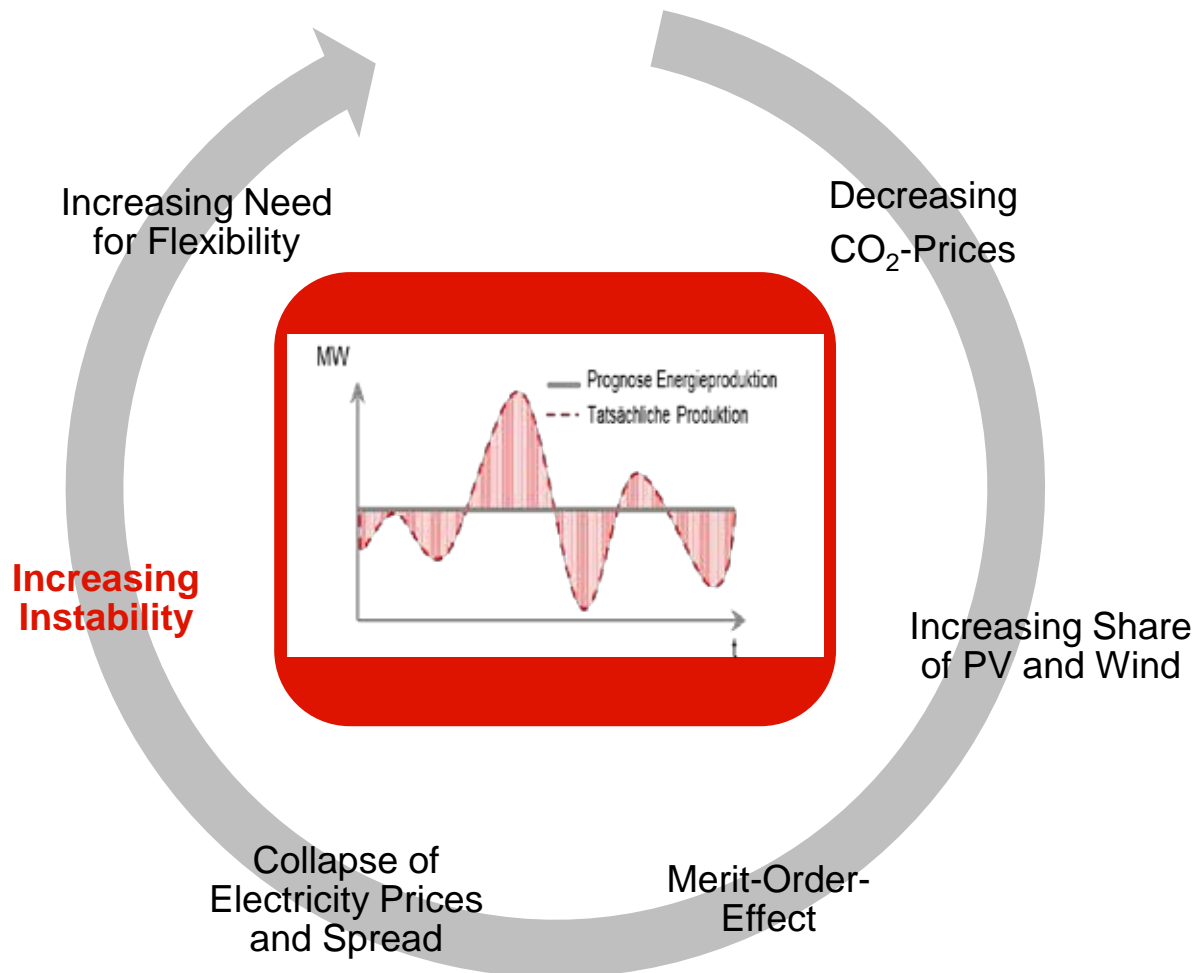 Decreasing
CO₂-Prices
Increasing Share
of PV and Wind
Merit-Order-
Effect
Collapse of
Electricity Prices
and Spread
Increasing
Instability
Increasing Need
for Flexibility
MW
Prognose Energieproduktion
Tatsächliche Produktion
t